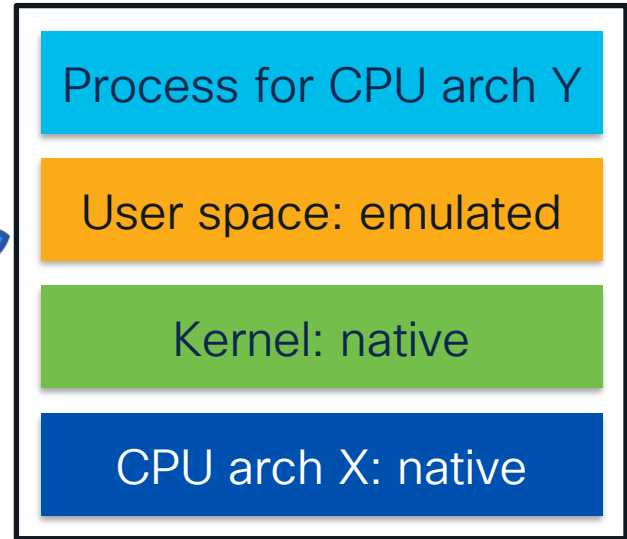 Process for CPU arch Y
User space: emulated
Kernel: native
CPU arch X: native